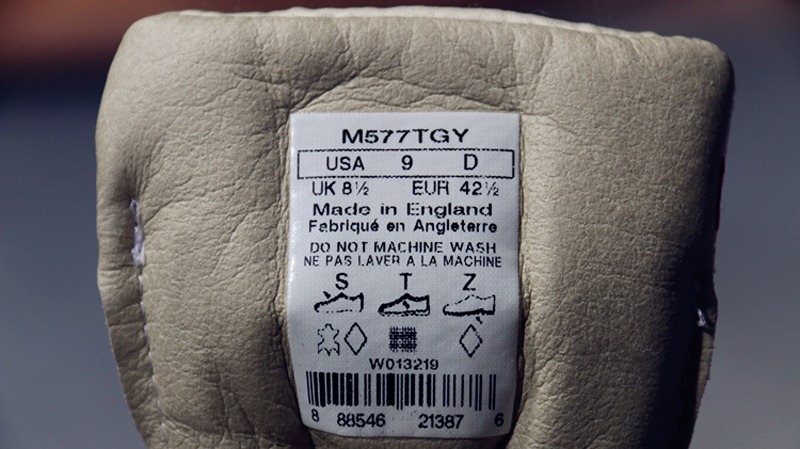 M577TGY
USA 9 D
UK 8½ EUR 42½
Made in England
Fabriqué en Angleterre
DO NOT MACHINE WASH
NE PAS LAVER A LA MACHINE
S T Z
W013219
8 88546 21387 6